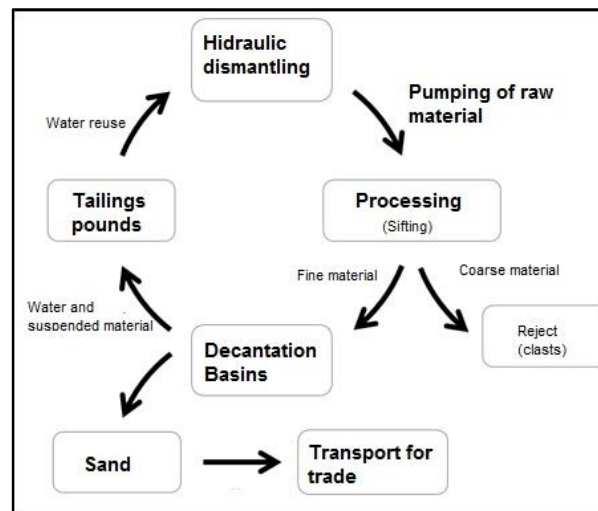 Hidraulic
dismantling
Pumping of raw
material
Water reuse
Tailings
pounds
Processing
(Sifting)
Fine material
Coarse material
Water and
suspended material
Reject
(clasts)
Decantation
Basins
Sand
Transport for
trade